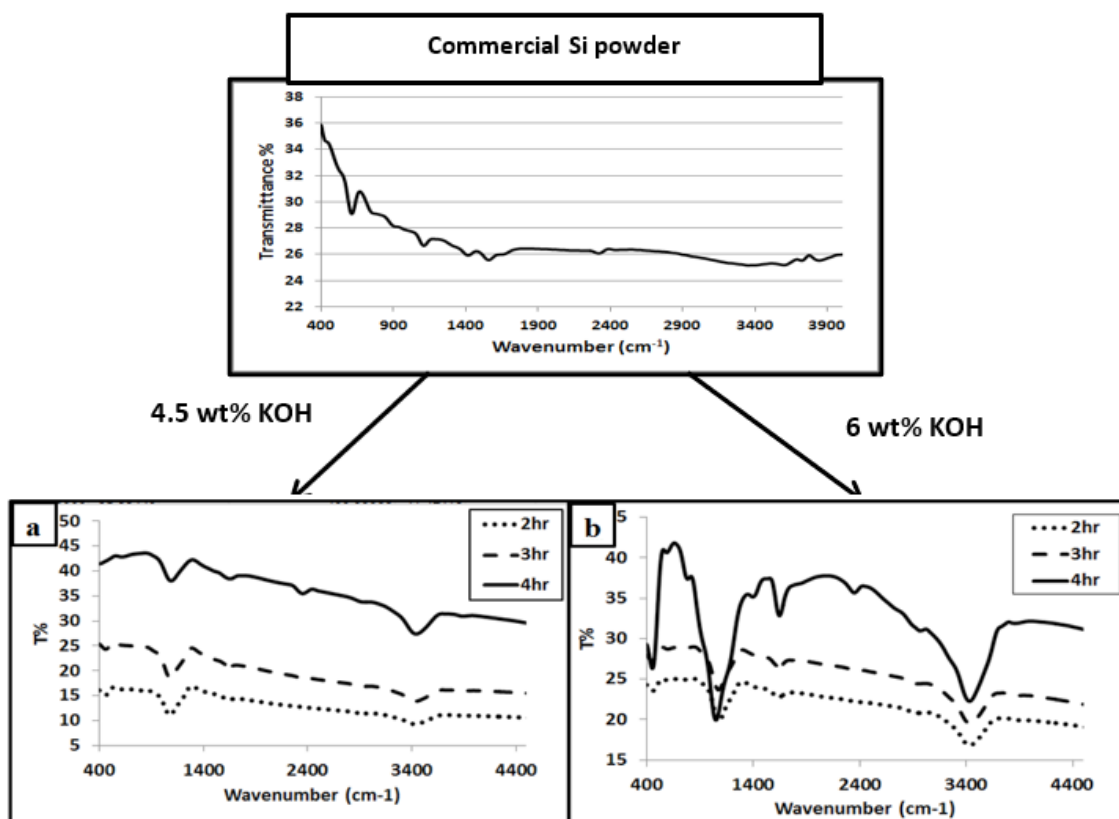 Commercial Si powder
38
36
34
32
30
28
26
24
22
Transmittance %
400 900 1400 1900 2400 2900 3400 3900
Wavenumber (cm-1)
4.5 wt% KOH
6 wt% KOH
a
50
45
40
35
30
25
20
15
10
5
T%
2hr
3hr
4hr
400 1400 2400 3400 4400
Wavenumber (cm-1)
b
5
40
35
30
25
20
15
T%
2hr
3hr
4hr
400 1400 2400 3400 4400
Wavenumber (cm-1)